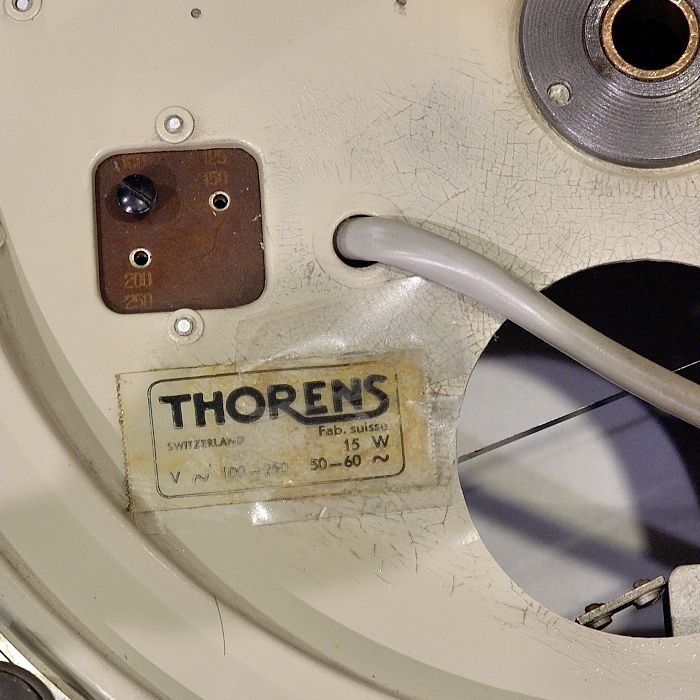 100 125
150
200
250
THORENS
Fab. suisse
SWITZERLAND
15 W
V ~ 100-250 50-60 ~